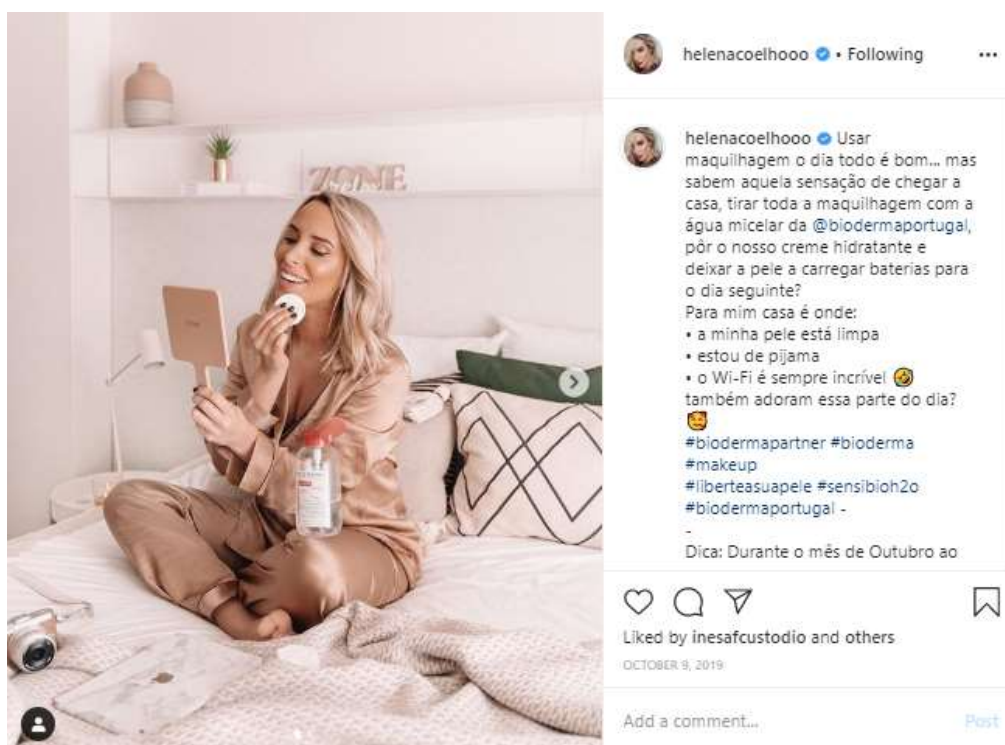 ZONE
helenacoelhooo • Following
helenacoelhooo Usar
maquilhagem o dia todo é bom... mas
sabem aquela sensação de chegar a
casa, tirar toda a maquilhagem com a
água micelar da @biodermaportugal,
pôr o nosso creme hidratante e
deixar a pele a carregar baterias para
o dia seguinte?
Para mim casa é onde:
• a minha pele está limpa
• estou de pijama
• o Wi-Fi é sempre incrível 🤣
também adoram essa parte do dia?
🥰
#biodermapartner #bioderma
#makeup
#liberteasuapele #sensibioh2o
#biodermaportugal -
-
Dica: Durante o mês de Outubro ao
Liked by inesafcustodio and others
OCTOBER 9, 2019
Add a comment...
Post